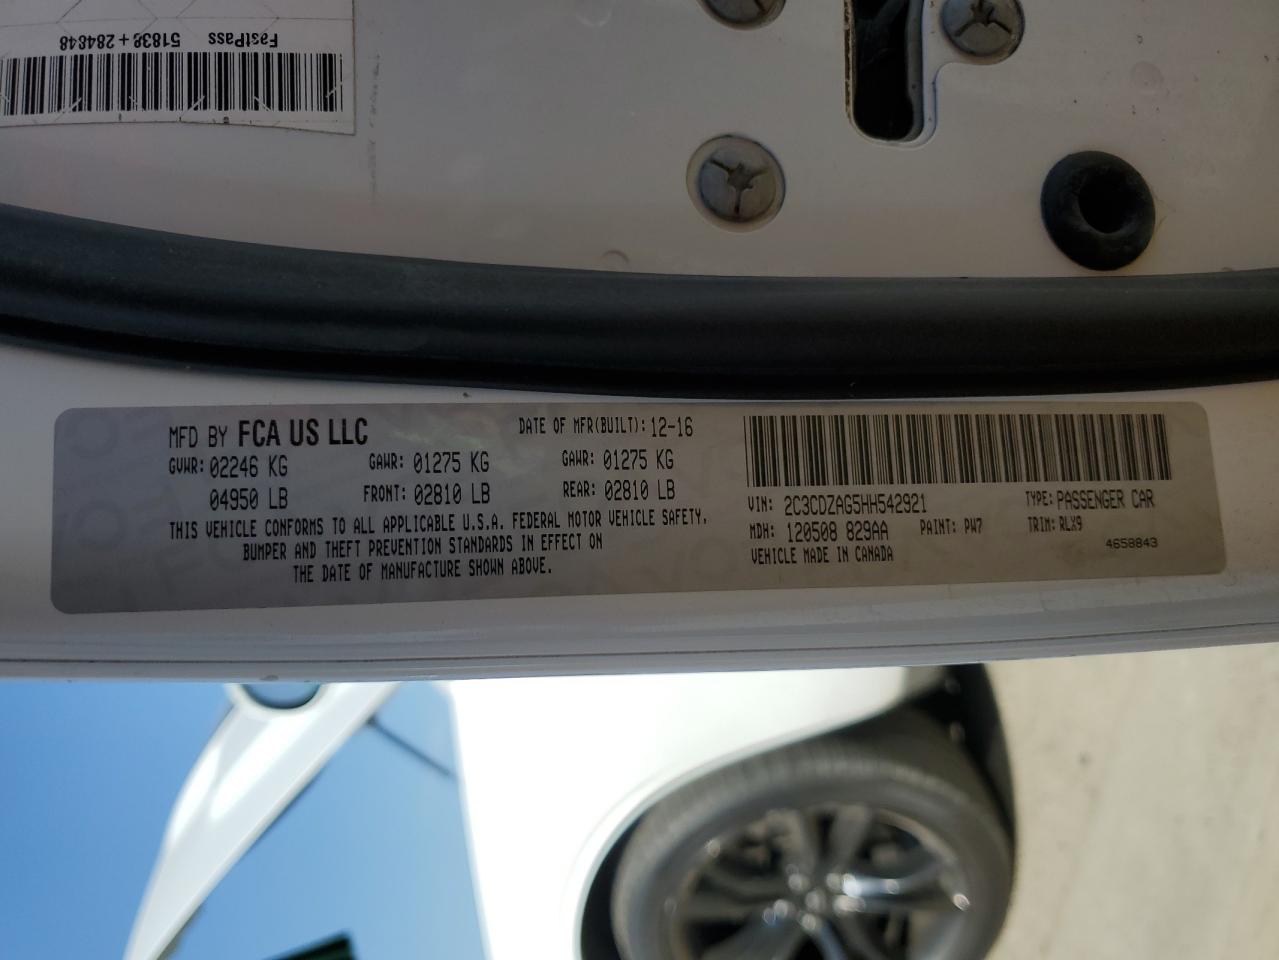 FastPass 51838+284848
MFD BY FCA US LLC DATE OF MFR(BUILT): 12-16
GVWR: 02246 KG GAWR: 01275 KG GAWR: 01275 KG
04950 LB FRONT: 02810 LB REAR: 02810 LB
THIS VEHICLE CONFORMS TO ALL APPLICABLE U.S.A. FEDERAL MOTOR VEHICLE SAFETY,
BUMPER AND THEFT PREVENTION STANDARDS IN EFFECT ON
THE DATE OF MANUFACTURE SHOWN ABOVE.
VIN: 2C3CDZAG5HH542921 TYPE: PASSENGER CAR
MDH: 120508 829AA PAINT: PW7 TRIM: RLX9
VEHICLE MADE IN CANADA 4658843